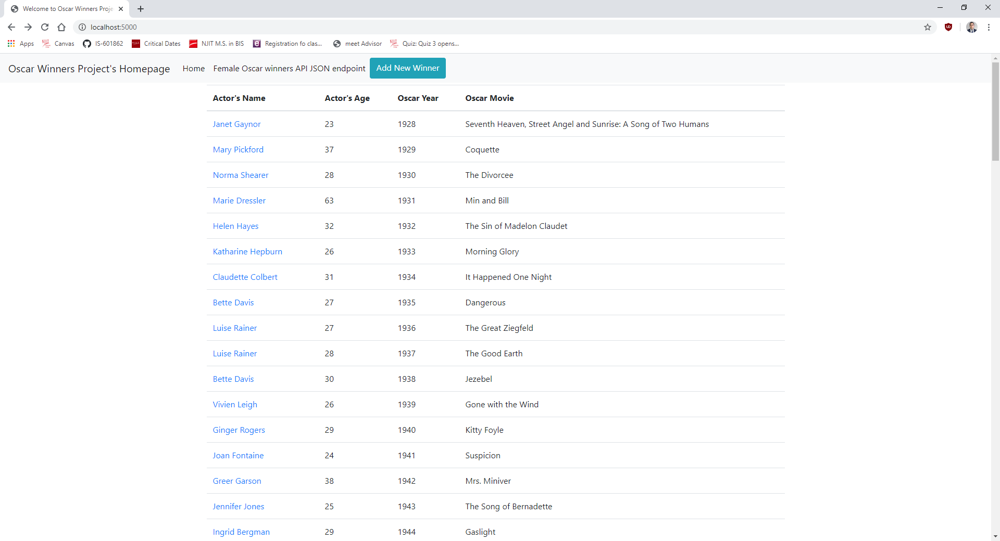 Welcome to Oscar Winners Proje
localhost:5000
Apps Canvas IS-601862 Critical Dates NJIT M.S. in BIS Registration fo clas... meet Advisor Quiz: Quiz 3 opens...
Oscar Winners Project's Homepage Home Female Oscar winners API JSON endpoint Add New Winner
Actor's Name Actor's Age Oscar Year Oscar Movie
Janet Gaynor 23 1928 Seventh Heaven, Street Angel and Sunrise: A Song of Two Humans
Mary Pickford 37 1929 Coquette
Norma Shearer 28 1930 The Divorcee
Marie Dressler 63 1931 Min and Bill
Helen Hayes 32 1932 The Sin of Madelon Claudet
Katharine Hepburn 26 1933 Morning Glory
Claudette Colbert 31 1934 It Happened One Night
Bette Davis 27 1935 Dangerous
Luise Rainer 27 1936 The Great Ziegfeld
Luise Rainer 28 1937 The Good Earth
Bette Davis 30 1938 Jezebel
Vivien Leigh 26 1939 Gone with the Wind
Ginger Rogers 29 1940 Kitty Foyle
Joan Fontaine 24 1941 Suspicion
Greer Garson 38 1942 Mrs. Miniver
Jennifer Jones 25 1943 The Song of Bernadette
Ingrid Bergman 29 1944 Gaslight